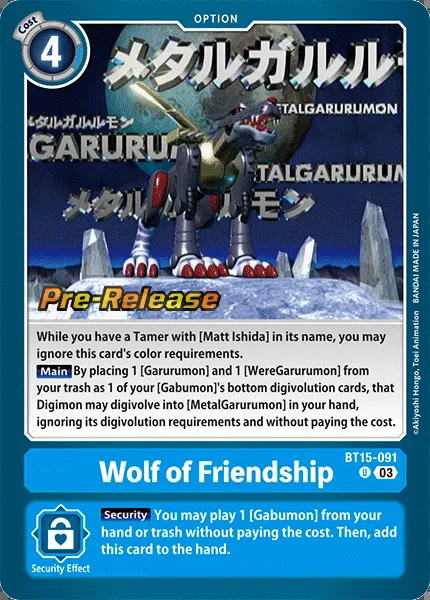 OPTION
Cost
4
メタルガルル
METALGARURUMON
メタルガルルモン
GARURU
METALGARURUMON
メタル モン
Pre-Release
While you have a Tamer with [Matt Ishida] in its name, you may
ignore this card's color requirements.
Main By placing 1 [Garurumon] and 1 [WereGarurumon] from
your trash as 1 of your [Gabumon]'s bottom digivolution cards, that
Digimon may digivolve into [MetalGarurumon] in your hand,
ignoring its digivolution requirements and without paying the cost.
©Akiyoshi Hongo, Toei Animation BANDAI MADE IN JAPAN
BT15-091
Wolf of Friendship
U 03
Security You may play 1 [Gabumon] from your
hand or trash without paying the cost. Then, add
this card to the hand.
Security Effect